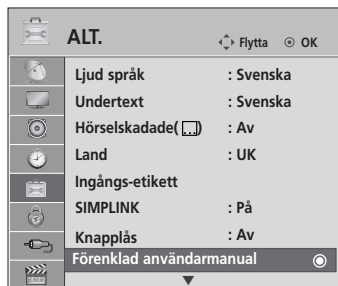 ALT.
Flytta OK
Ljud språk : Svenska
Undertext : Svenska
Hörselskadade( ) : Av
Land : UK
Ingångs-etikett
SIMPLINK : På
Knapplås : Av
Förenklad användarmanual